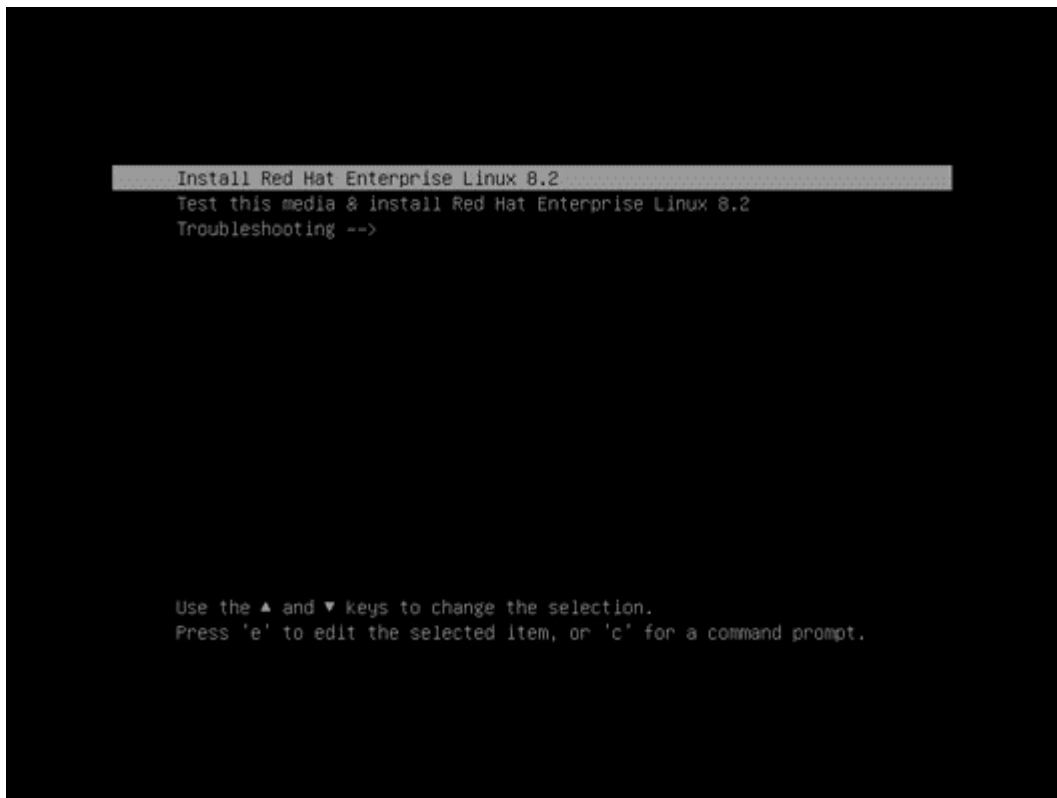 Install Red Hat Enterprise Linux 8.2
Test this media & install Red Hat Enterprise Linux 8.2
Troubleshooting -->
Use the ▲ and ▼ keys to change the selection.
Press 'e' to edit the selected item, or 'c' for a command prompt.